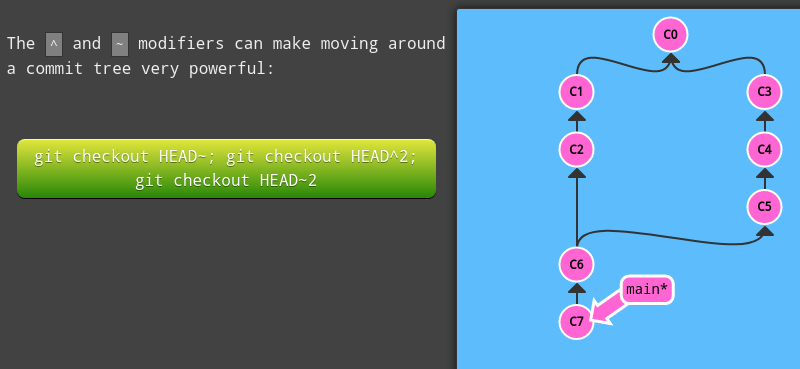 The ^ and ~ modifiers can make moving around
a commit tree very powerful:
git checkout HEAD~; git checkout HEAD^2;
git checkout HEAD~2
C0
C1
C3
C2
C4
C5
C6
main*
C7